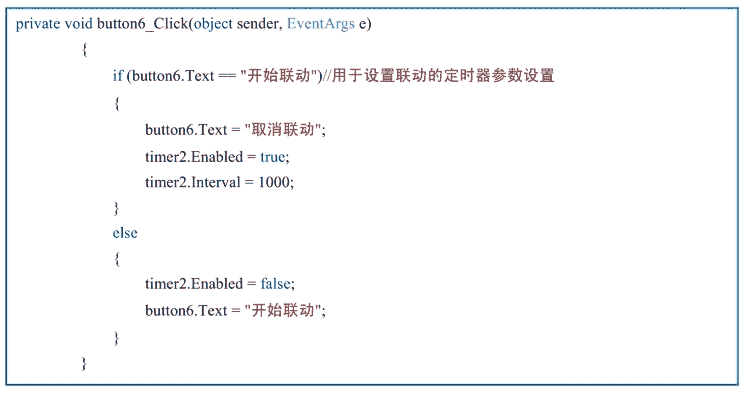 private void button6_Click(object sender, EventArgs e)
{
if (button6.Text == "开始联动")//用于设置联动的定时器参数设置
{
button6.Text = "取消联动";
timer2.Enabled = true;
timer2.Interval = 1000;
}
else
{
timer2.Enabled = false;
button6.Text = "开始联动";
}
}